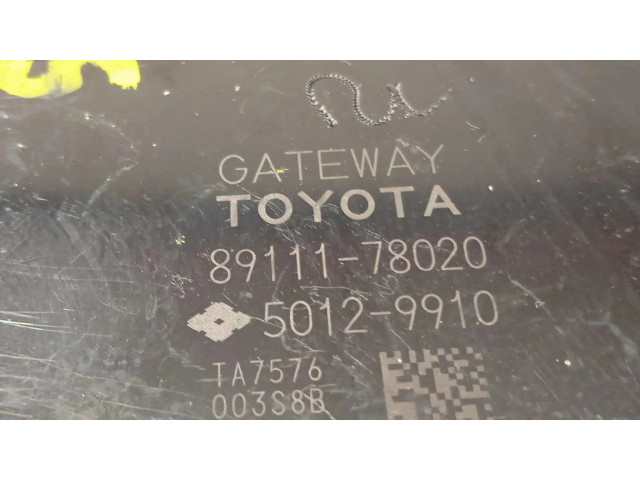 GATEWAY
TOYOTA
89111-78020
5012-9910
TA7576
003S8B